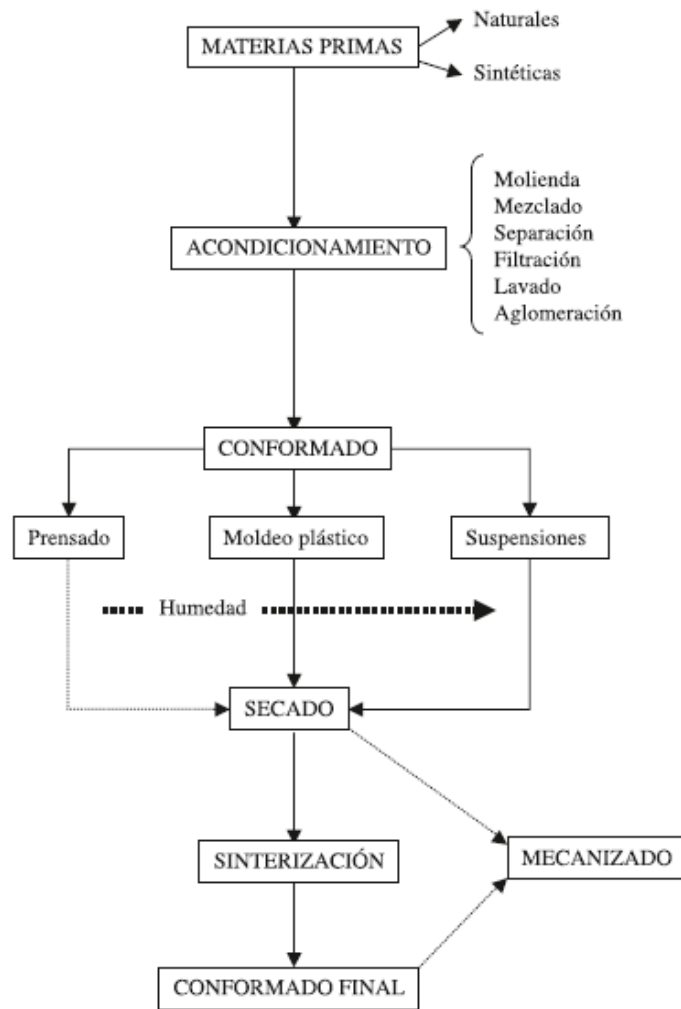 MATERIAS PRIMAS
Naturales
Sintéticas
ACONDICIONAMIENTO
Molienda
Mezclado
Separación
Filtración
Lavado
Aglomeración
CONFORMADO
Prensado
Moldeo plástico
Suspensiones
Humedad
SECADO
SINTERIZACIÓN
MECANIZADO
CONFORMADO FINAL